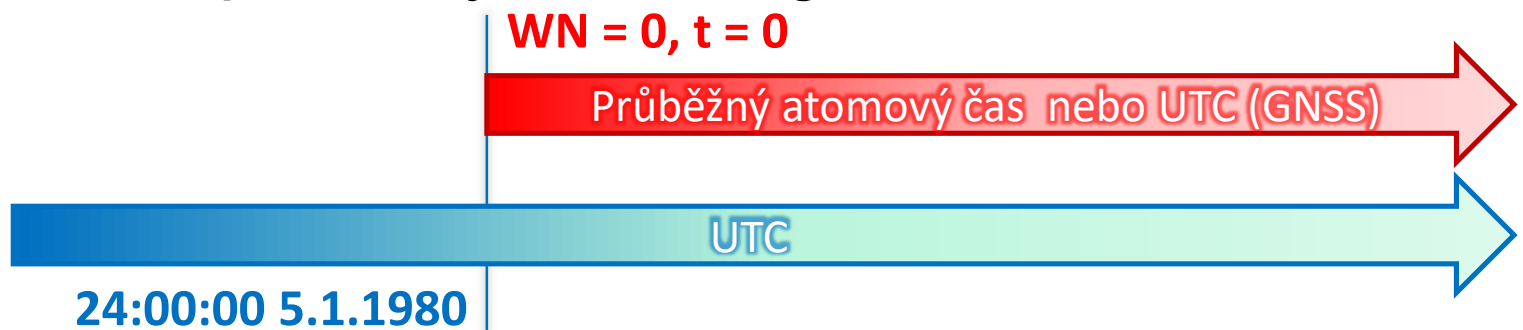 WN = 0, t = 0
Průběžný atomový čas nebo UTC (GNSS)
UTC
24:00:00 5.1.1980